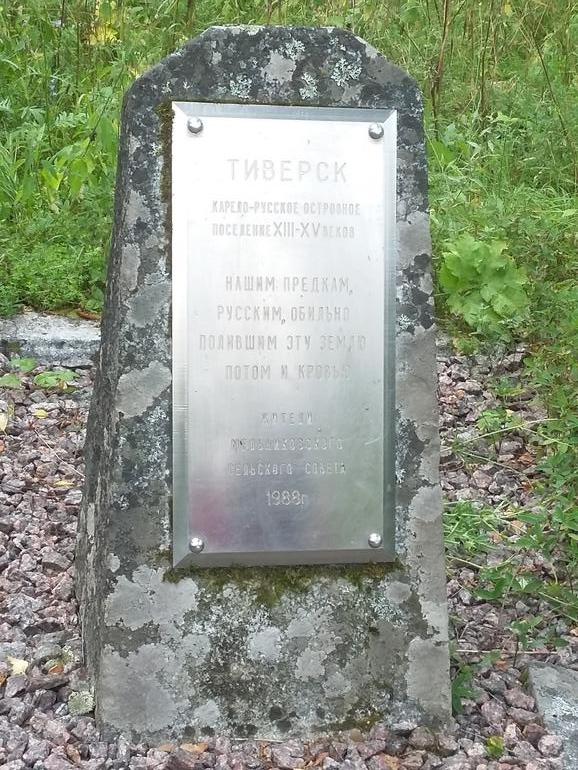 ТИВЕРСК
КАРЕЛО-РУССКОЕ ОСТРОВНОЕ
ПОСЕЛЕНИЕ XIII-XV ВЕКОВ
НАШИМ ПРЕДКАМ,
РУССКИМ, ОБИЛЬНО
ПОЛИВШИМ ЭТУ ЗЕМЛЮ
ПОТОМ И КРОВЬЮ
ЖИТЕЛИ
МЕЛЬНИКОВСКОГО
СЕЛЬСКОГО СОВЕТА
1988г.